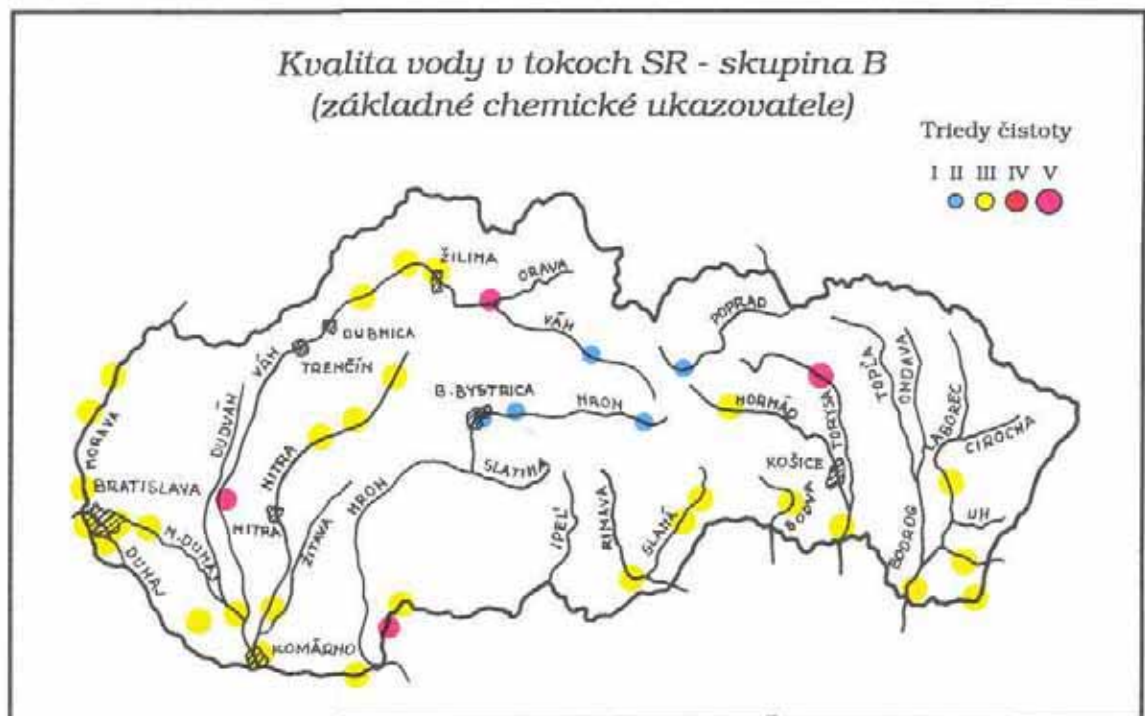 Kvalita vody v tokoch SR - skupina B
(základné chemické ukazovatele)
Triedy čistoty
I II III IV V
ŽILINA
ORAVA
POPRAD
VÁH
DUBNICA
VÁH
TRENČÍN
TOPĽA
ONDAVA
B. BYSTRICA
HRON
HORNÁD
TORYSA
LABOREC
CIROCHA
MORAVA
DUDVÁH
NITRA
SLATINA
KOŠICE
BRATISLAVA
HRON
BODVA
UH
NITRA
ŽITAVA
IPEĽ
RIMAVA
SLANÁ
M. DUNAJ
DUNAJ
BODROG
KOMÁRNO